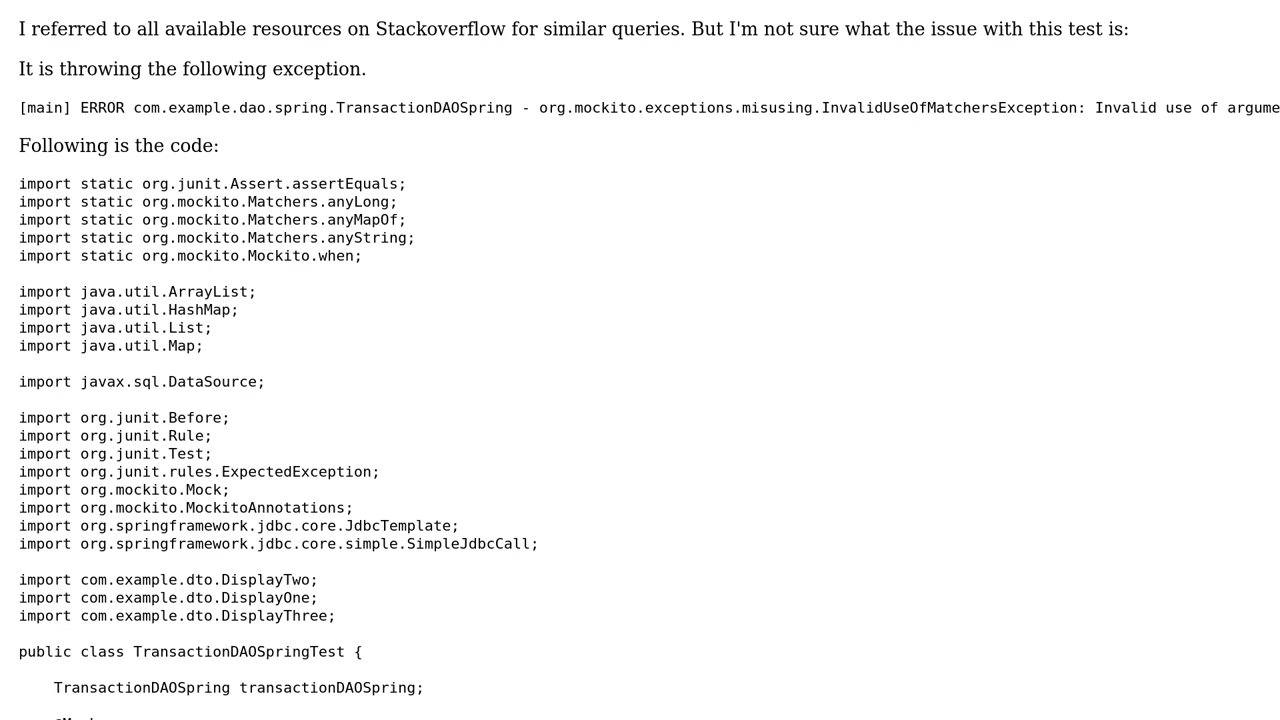 I referred to all available resources on Stackoverflow for similar queries. But I'm not sure what the issue with this test is:
It is throwing the following exception.
[main] ERROR com.example.dao.spring.TransactionDAOSpring - org.mockito.exceptions.misusing.InvalidUseOfMatchersException: Invalid use of argume
Following is the code:
import static org.junit.Assert.assertEquals;
import static org.mockito.Matchers.anyLong;
import static org.mockito.Matchers.anyMapOf;
import static org.mockito.Matchers.anyString;
import static org.mockito.Mockito.when;
import java.util.ArrayList;
import java.util.HashMap;
import java.util.List;
import java.util.Map;
import javax.sql.DataSource;
import org.junit.Before;
import org.junit.Rule;
import org.junit.Test;
import org.junit.rules.ExpectedException;
import org.mockito.Mock;
import org.mockito.MockitoAnnotations;
import org.springframework.jdbc.core.JdbcTemplate;
import org.springframework.jdbc.core.simple.SimpleJdbcCall;
import com.example.dto.DisplayTwo;
import com.example.dto.DisplayOne;
import com.example.dto.DisplayThree;
public class TransactionDAOSpringTest {
TransactionDAOSpring transactionDAOSpring;